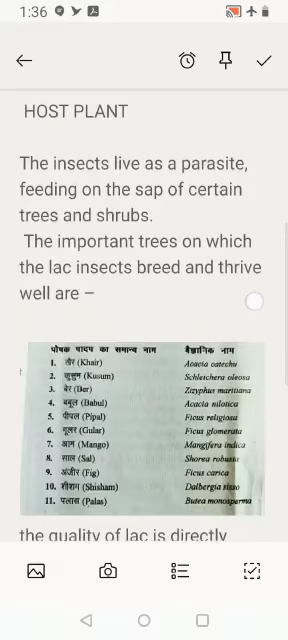 1:36
HOST PLANT
The insects live as a parasite,
feeding on the sap of certain
trees and shrubs.
The important trees on which
the lac insects breed and thrive
well are –
पोषक पादप का सामान्य नाम वैज्ञानिक नाम
1. खैर (Khair) Acacia catechu
2. कुसुम (Kusum) Schleichera oleosa
3. बेर (Ber) Zizyphus maritiana
4. बबूल (Babul) Acacia nilotica
5. पीपल (Pipal) Ficus religiosa
6. गूलर (Gular) Ficus glomerata
7. आम (Mango) Mangifera indica
8. साल (Sal) Shorea robusta
9. अंजीर (Fig) Ficus carica
10. शीशम (Shisham) Dalbergia sisso
11. पलास (Palas) Butea monosperma
the quality of lac is directly